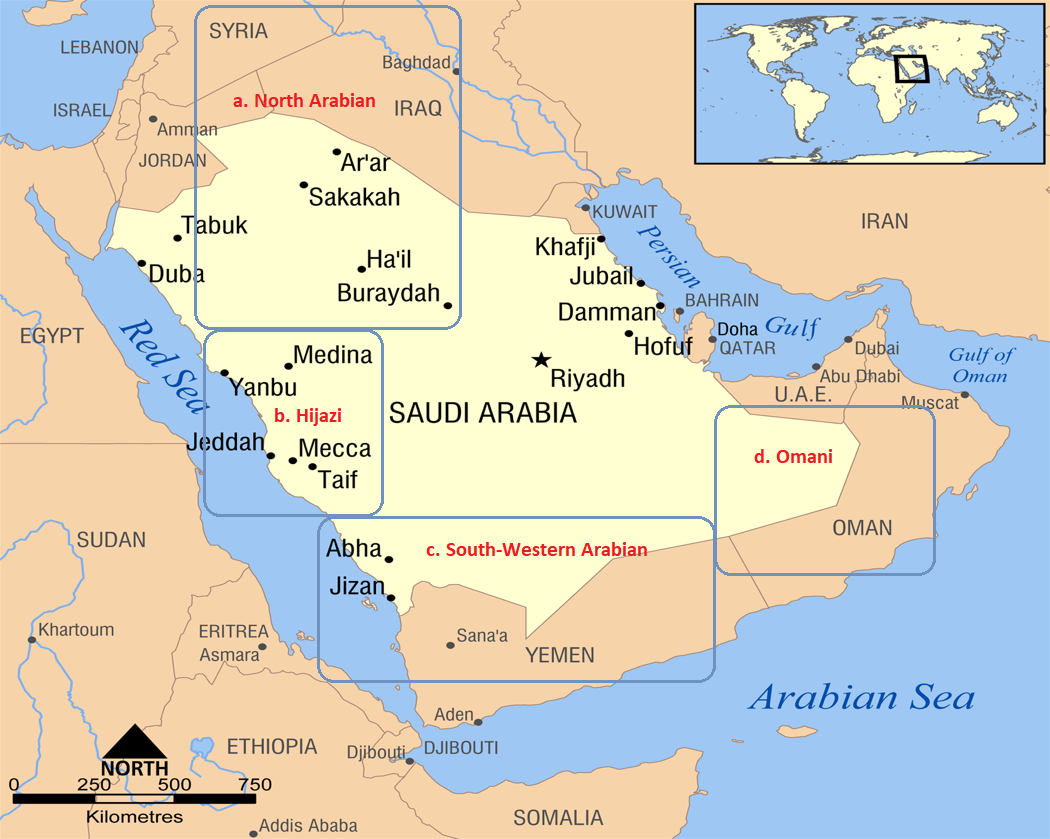 SYRIA
LEBANON
Baghdad
a. North Arabian
IRAQ
ISRAEL
Amman
JORDAN
Ar'ar
Sakakah
KUWAIT
IRAN
Tabuk
Khafji
Persian
Ha'il
Duba
Jubail
Buraydah
BAHRAIN
Damman
EGYPT
Red Sea
Doha
Gulf
QATAR
Hofuf
Dubai
Gulf of
Oman
Medina
Yanbu
Riyadh
Abu Dhabi
U.A.E.
Muscat
b. Hijazi
SAUDI ARABIA
Jeddah
Mecca
Taif
d. Omani
OMAN
SUDAN
Abha
c. South-Western Arabian
Jizan
Khartoum
ERITREA
Asmara
Sana'a
YEMEN
Arabian Sea
Aden
ETHIOPIA
Djibouti
DJIBOUTI
NORTH
0 250 500 750
Kilometres
SOMALIA
Addis Ababa